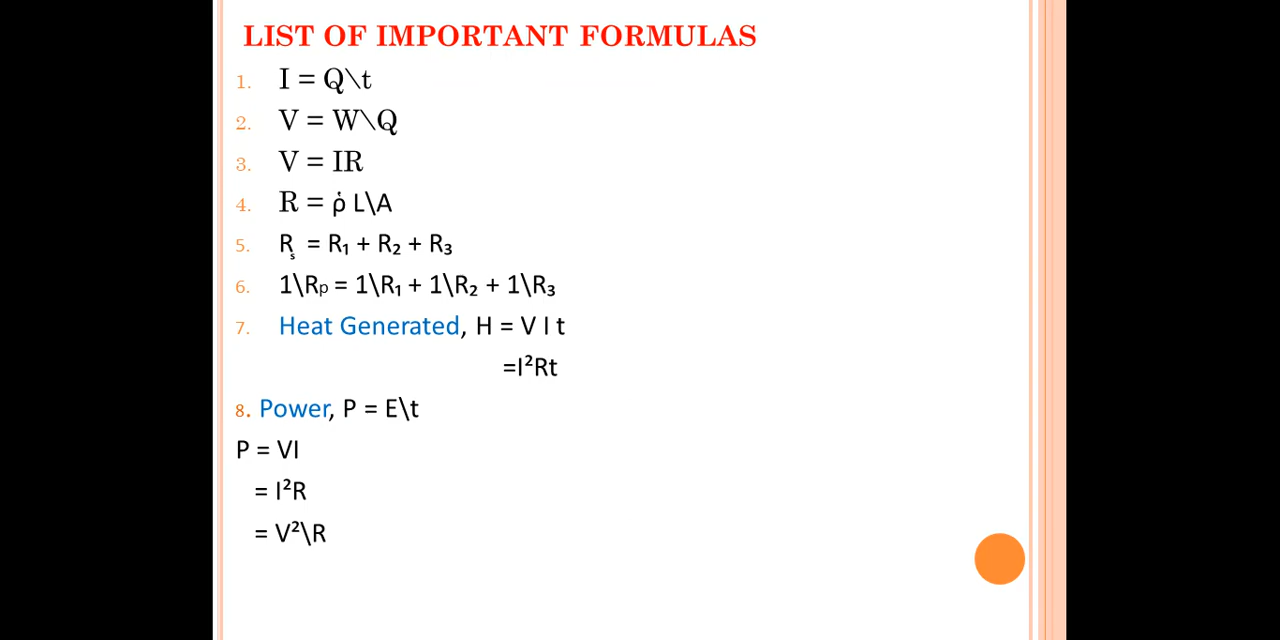 LIST OF IMPORTANT FORMULAS
1. I = Q\t
2. V = W\Q
3. V = IR
4. R = ῤ L\A
5. Rₛ = R₁ + R₂ + R₃
6. 1\Rp = 1\R₁ + 1\R₂ + 1\R₃
7. Heat Generated, H = V I t
=I²Rt
8. Power, P = E\t
P = VI
= I²R
= V²\R